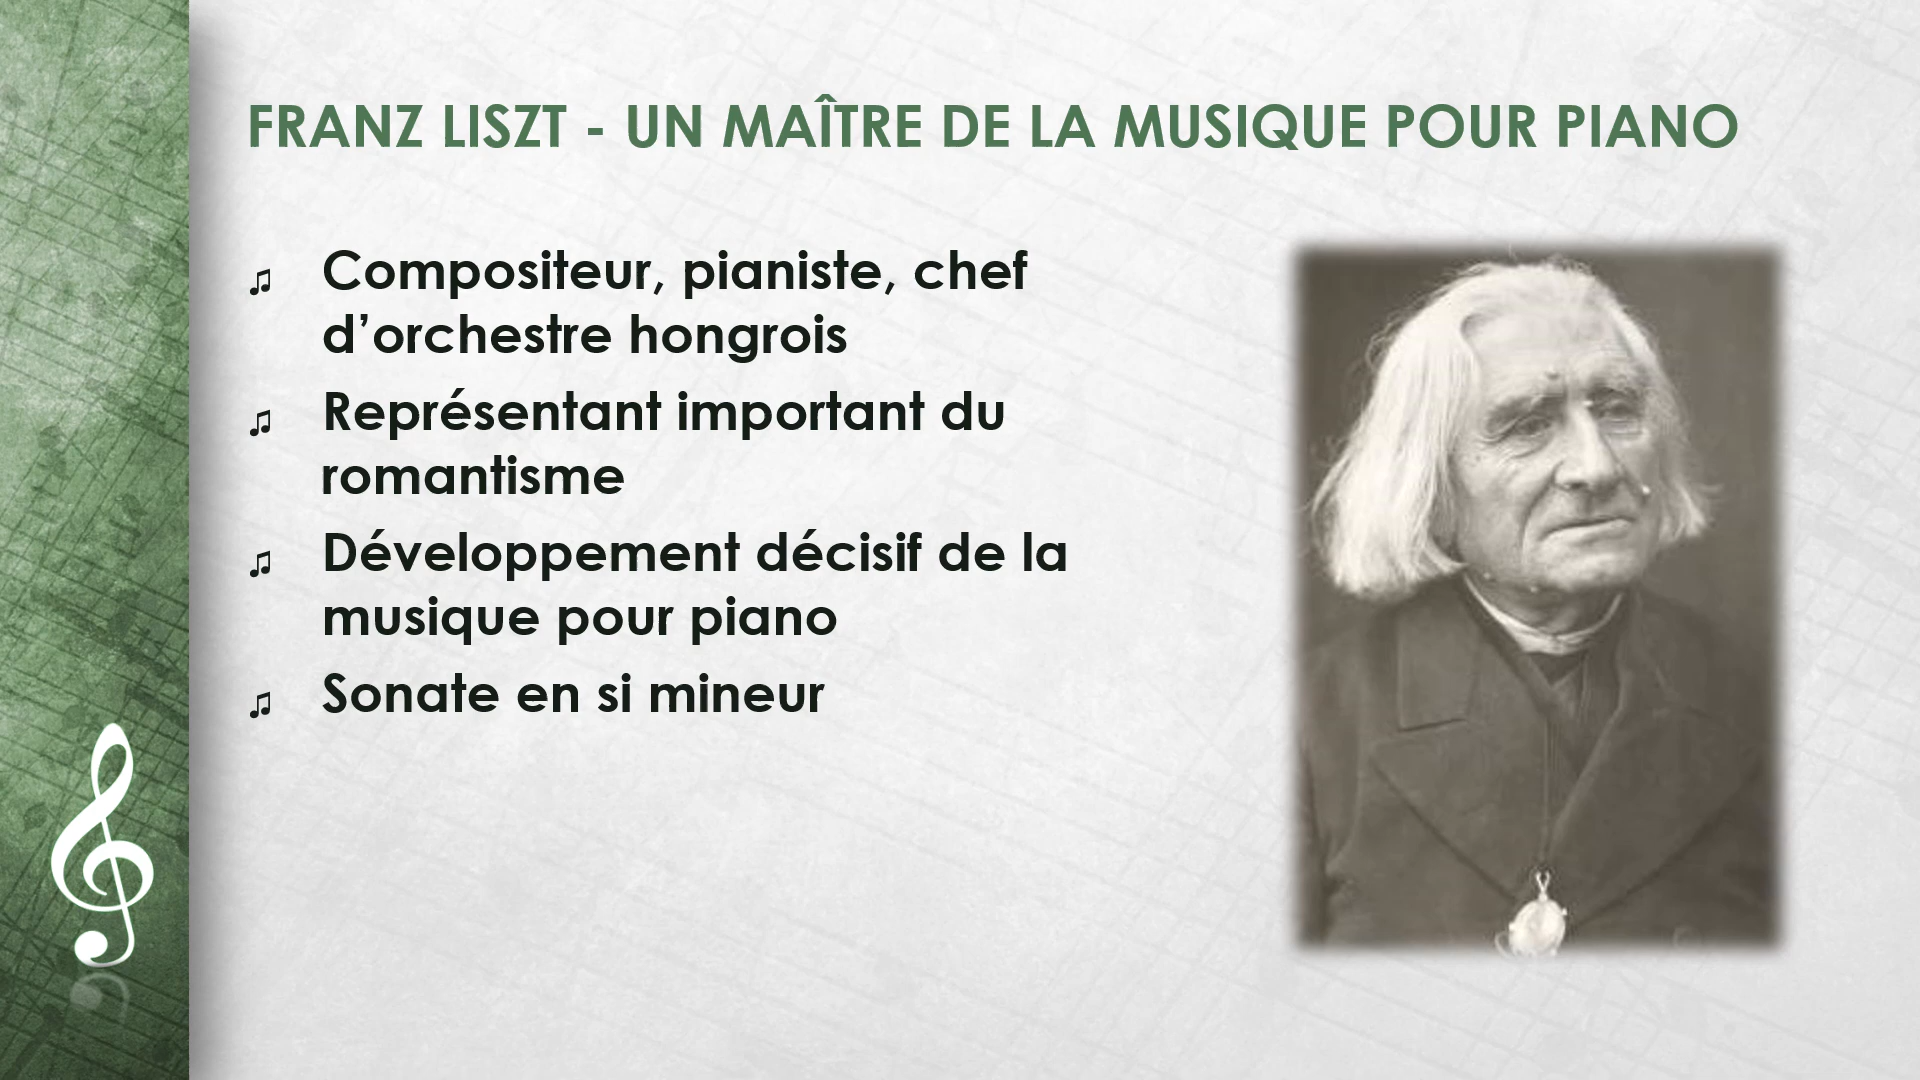 FRANZ LISZT - UN MAÎTRE DE LA MUSIQUE POUR PIANO
♫ Compositeur, pianiste, chef
d’orchestre hongrois
♫ Représentant important du
romantisme
♫ Développement décisif de la
musique pour piano
♫ Sonate en si mineur